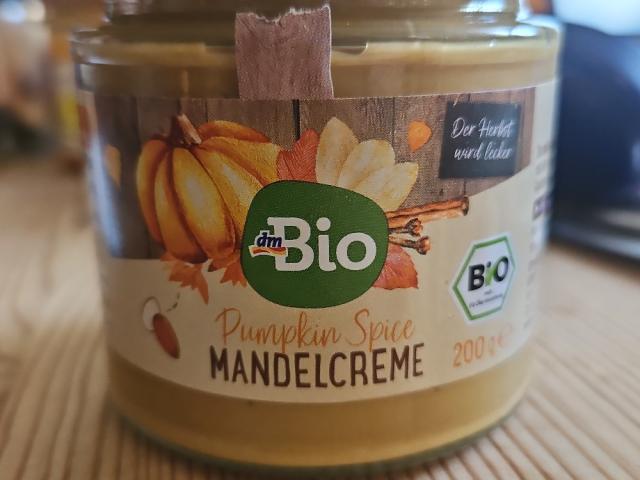 Der Herbst
wird lecker
dm
Bio
BIO
Pumpkin Spice
MANDELCREME
200 g e